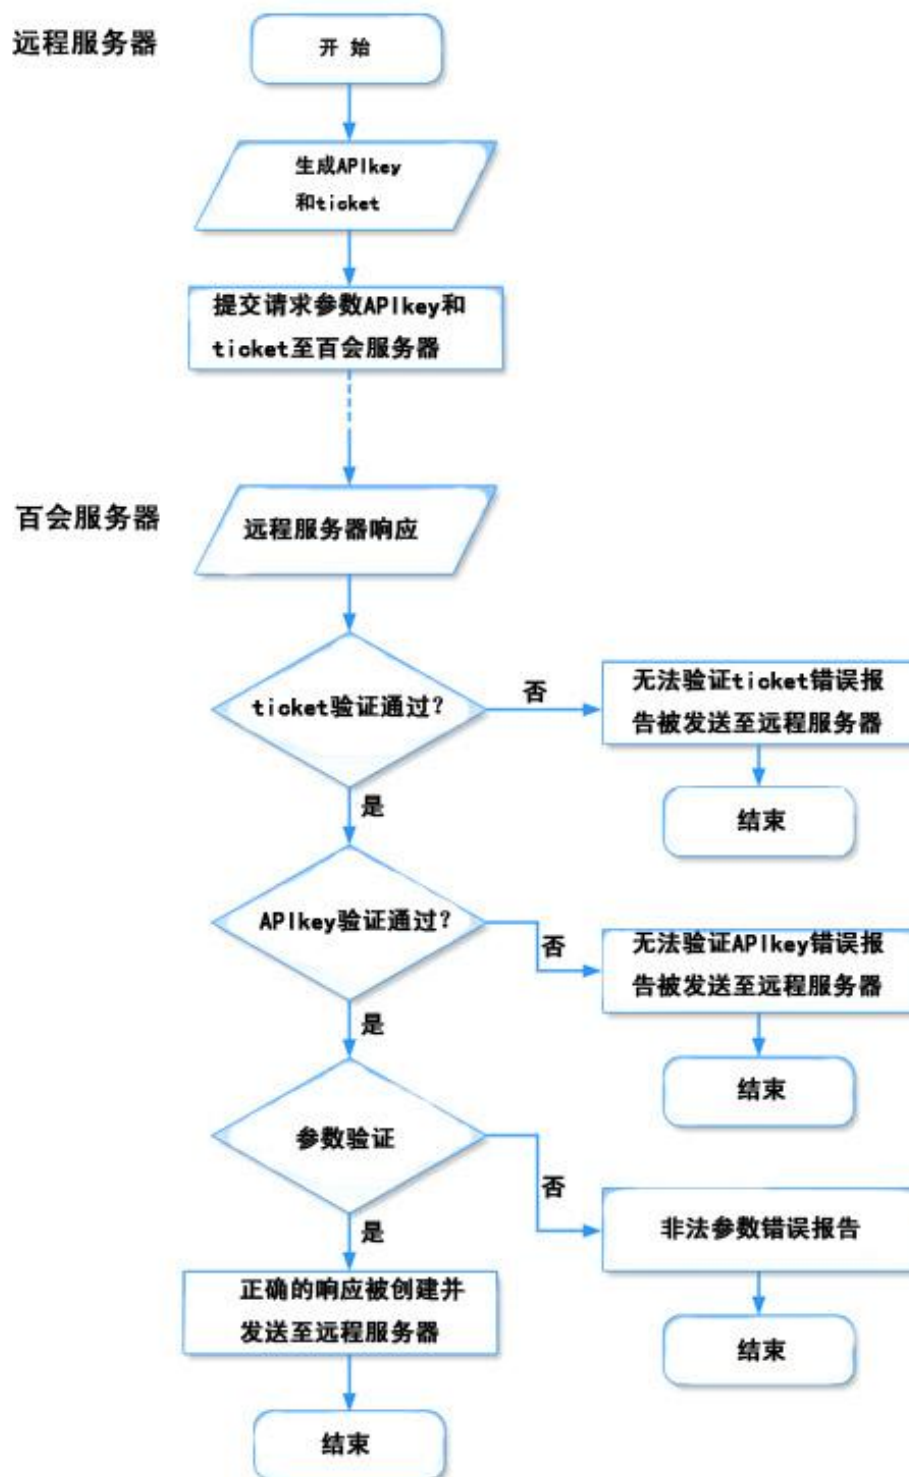 远程服务器
开 始
生成APIkey
和ticket
提交请求参数APIkey和
ticket至百会服务器
百会服务器
远程服务器响应
ticket验证通过？
否
无法验证ticket错误报
告被发送至远程服务器
结束
是
APIkey验证通过？
否
无法验证APIkey错误报
告被发送至远程服务器
结束
是
参数验证
否
非法参数错误报告
结束
是
正确的响应被创建并
发送至远程服务器
结束